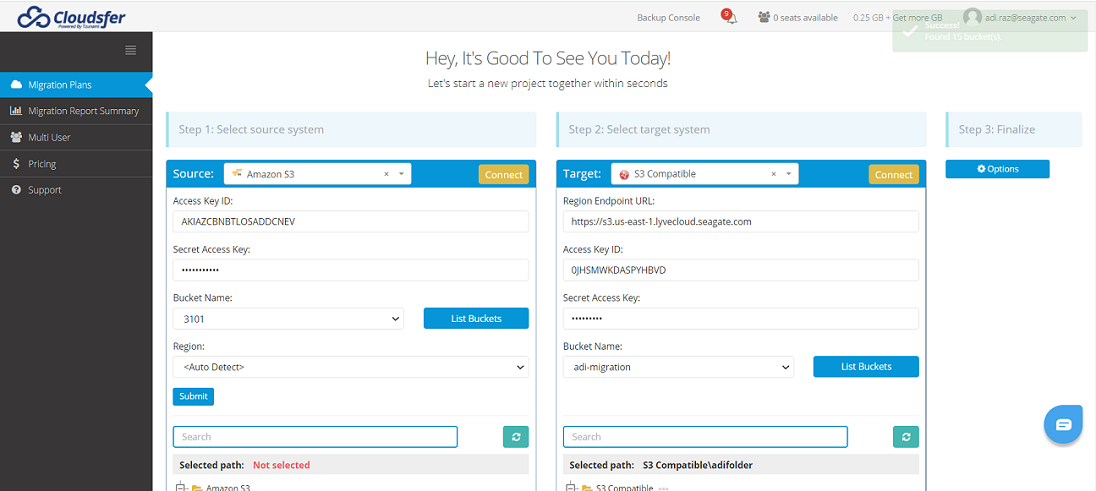 Cloudsfer
Powered By Tzunami
Backup Console
9
0 seats available
0.25 GB + Get more GB
adi.raz@seagate.com
Success!
Found 15 bucket(s).
Migration Plans
Migration Report Summary
Multi User
Pricing
Support
Hey, It's Good To See You Today!
Let's start a new project together within seconds
Step 1: Select source system
Step 2: Select target system
Step 3: Finalize
Source:
Amazon S3
×
Connect
Access Key ID:
AKIAZCBNBTLOSADDCNEV
Secret Access Key:
•••••••••••
Bucket Name:
3101
List Buckets
Region:
<Auto Detect>
Submit
Search
Selected path: Not selected
Amazon S3
Target:
S3 Compatible
×
Connect
Region Endpoint URL:
https://s3.us-east-1.lyvecloud.seagate.com
Access Key ID:
0JHSMWKDASPYHBVD
Secret Access Key:
•••••••••
Bucket Name:
adi-migration
List Buckets
Search
Selected path: S3 Compatible\adifolder
S3 Compatible
Options